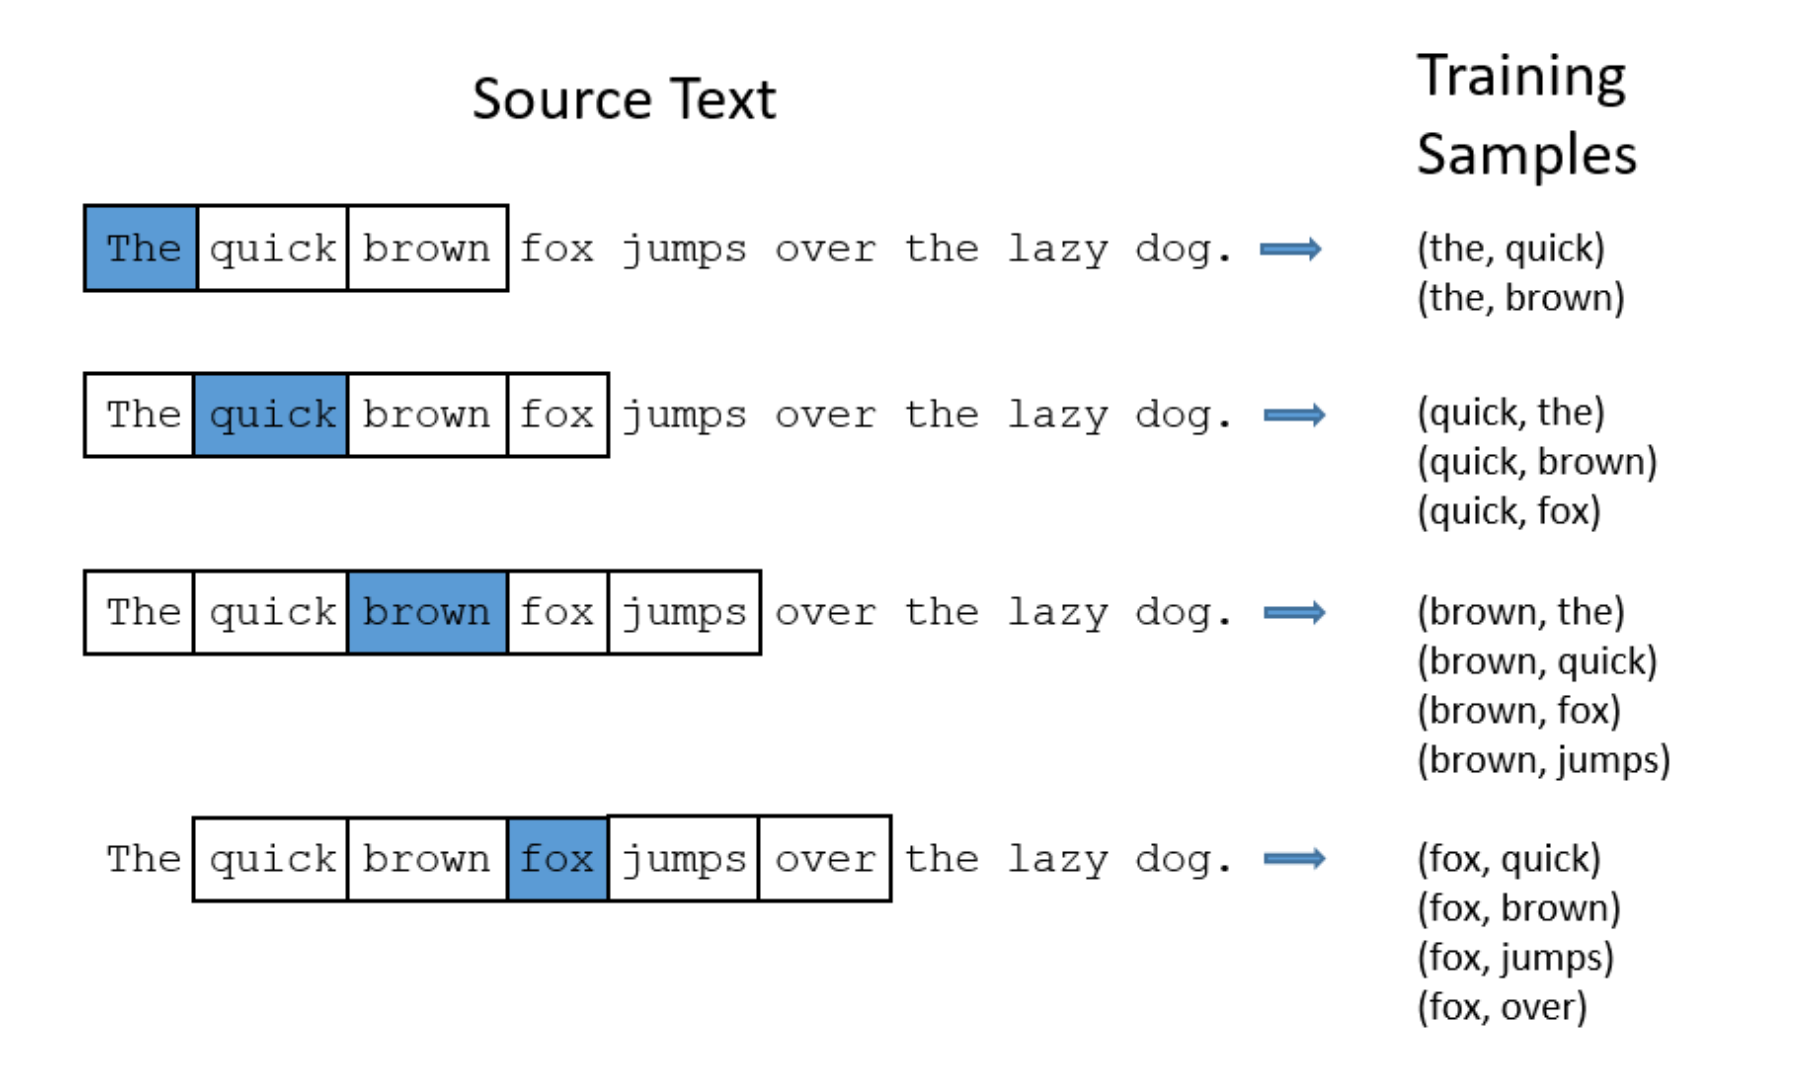 Source Text
Training
Samples
The quick brown fox jumps over the lazy dog.
(the, quick)
(the, brown)
The quick brown fox jumps over the lazy dog.
(quick, the)
(quick, brown)
(quick, fox)
The quick brown fox jumps over the lazy dog.
(brown, the)
(brown, quick)
(brown, fox)
(brown, jumps)
The quick brown fox jumps over the lazy dog.
(fox, quick)
(fox, brown)
(fox, jumps)
(fox, over)